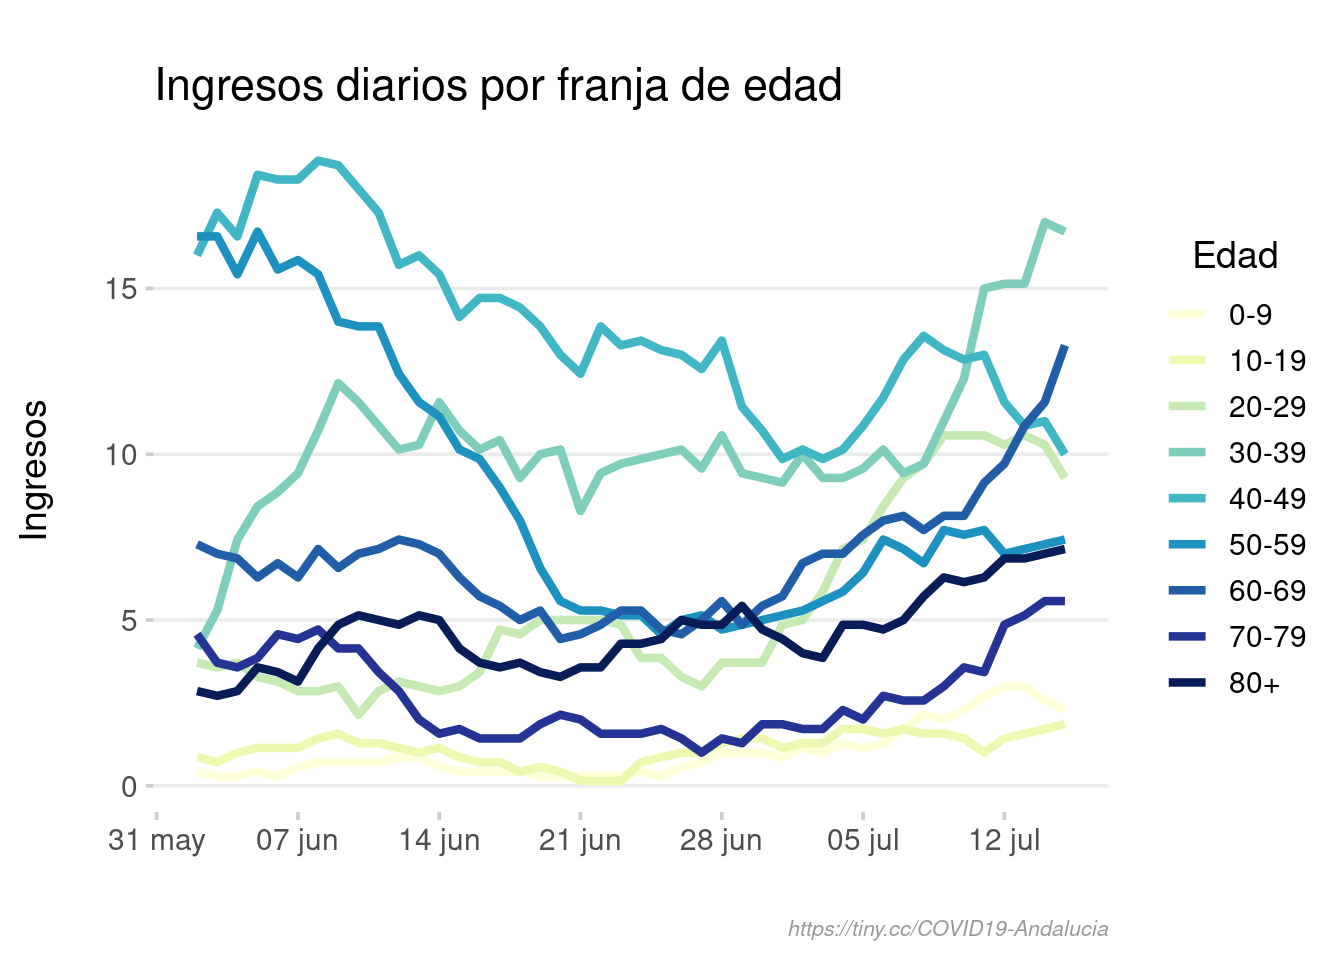 Ingresos diarios por franja de edad
Ingresos
15
10
5
0
31 may 07 jun 14 jun 21 jun 28 jun 05 jul 12 jul
Edad
0-9
10-19
20-29
30-39
40-49
50-59
60-69
70-79
80+
https://tiny.cc/COVID19-Andalucia